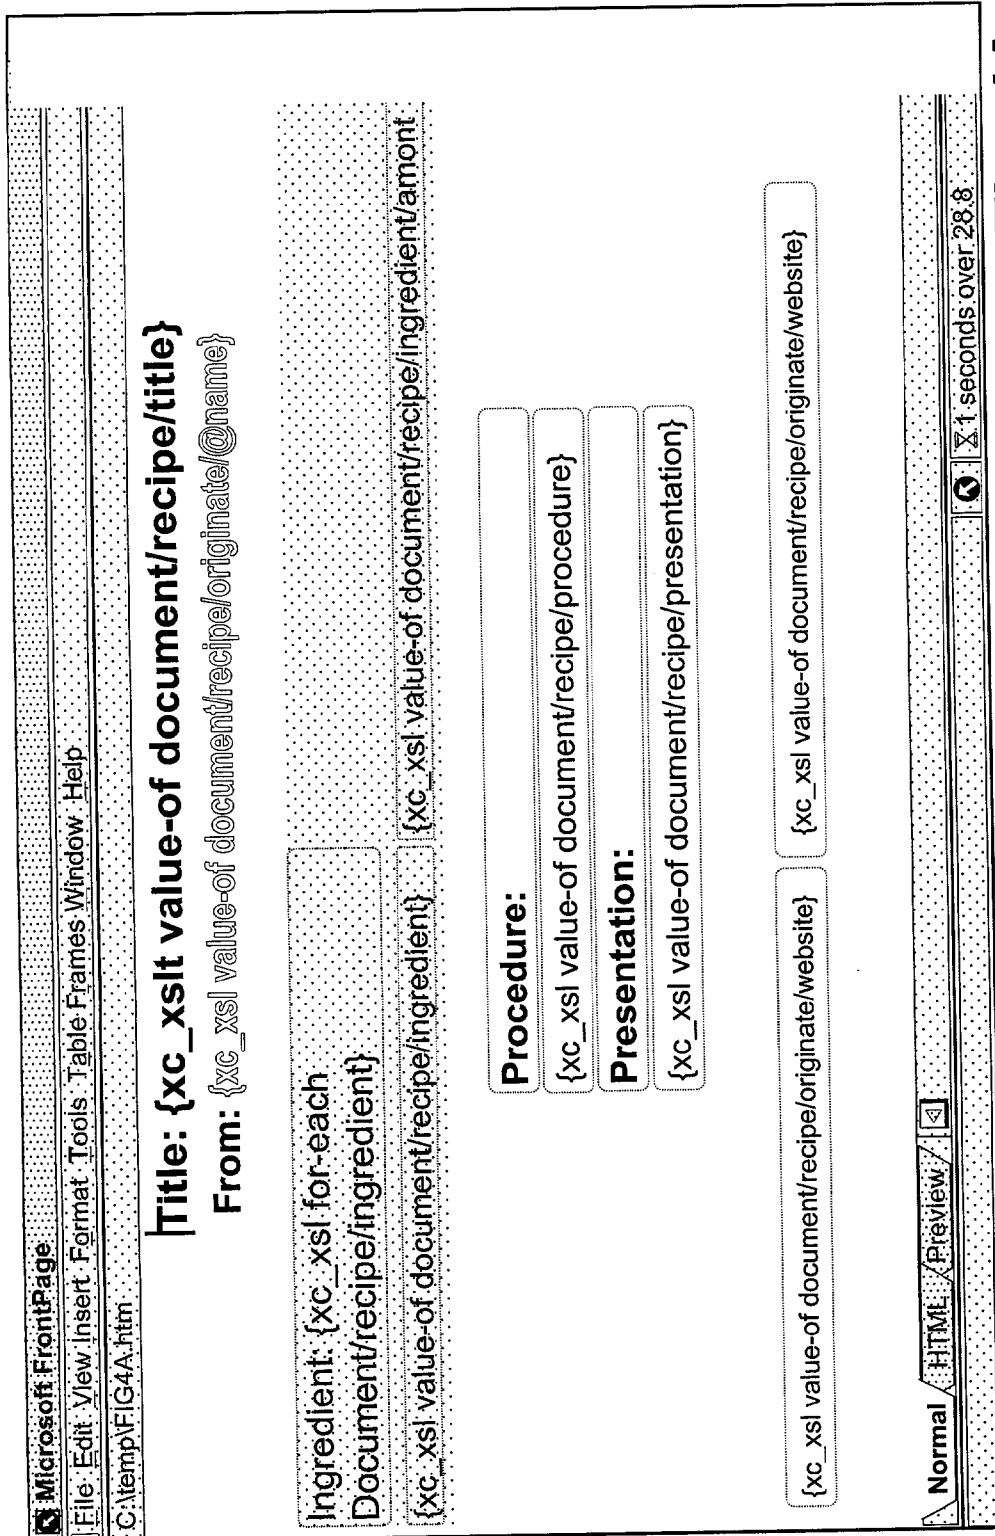 Microsoft FrontPage
File Edit View Insert Format Tools Table Frames Window Help
C:\temp\FIG4A.htm
Title: {xc_xslt value-of document/recipe/title}
From: {xc_xsl value-of document/recipe/originate/@name}
Ingredient: {xc_xsl for-each
Document/recipe/ingredient}
{xc_xsl value-of document/recipe/ingredient} {xc_xsl value-of document/recipe/ingredient/amont
Procedure:
{xc_xsl value-of document/recipe/procedure}
Presentation:
{xc_xsl value-of document/recipe/presentation}
{xc_xsl value-of document/recipe/originate/website} {xc_xsl value-of document/recipe/originate/website}
Normal HTML Preview
1 seconds over 28.8